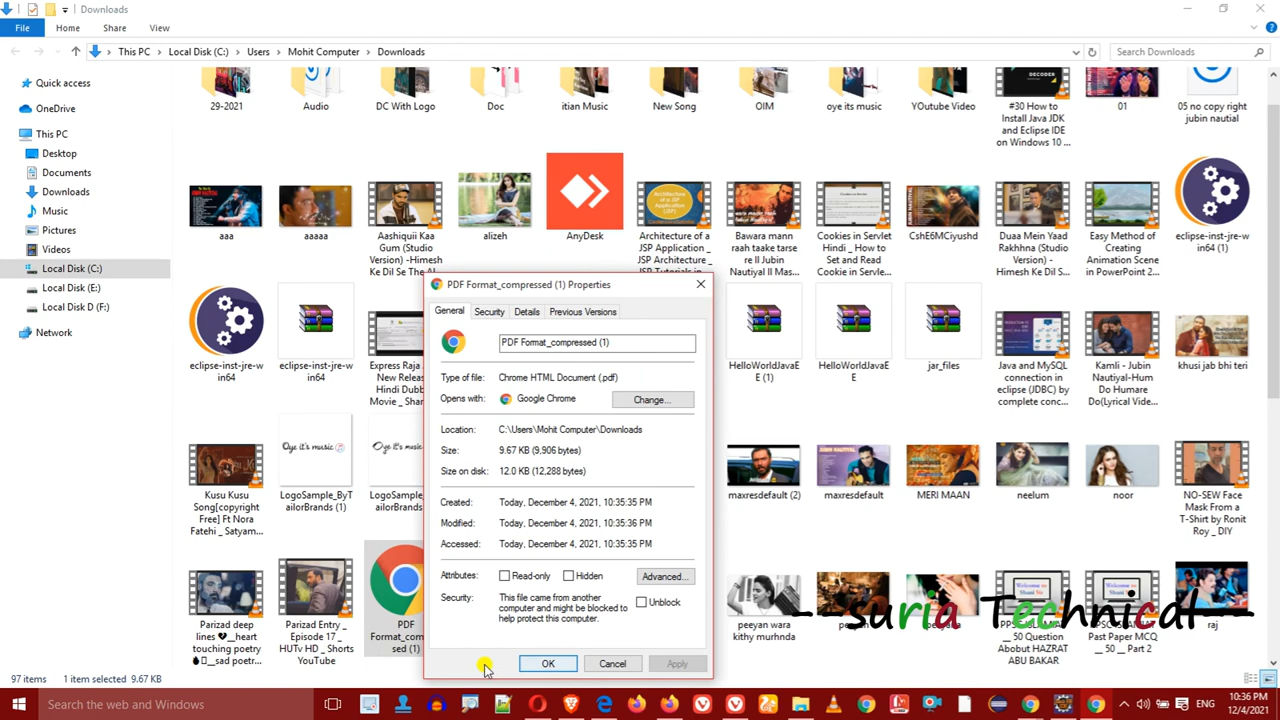 Downloads
File
Home
Share
View
This PC
Local Disk (C:)
Users
Mohit Computer
Downloads
Search Downloads
Quick access
OneDrive
This PC
Desktop
Documents
Downloads
Music
Pictures
Videos
Local Disk (C:)
Local Disk (E:)
Local Disk D (F:)
Network
29-2021
Audio
DC With Logo
Doc
itian Music
New Song
OIM
oye its music
YOutube Video
#30 How to
Install Java JDK
and Eclipse IDE
on Windows 10 ...
01
05 no copy right
jubin nautial
aaa
aaaaa
Aashiquii Kaa
Gum (Studio
Version) -Himesh
Ke Dil Se The Al...
alizeh
AnyDesk
Architecture of a
JSP Application _
JSP Tutorials in
Bawara mann
raah taake tarse
re II Jubin
Nautiyal II Mas...
Cookies in Servlet
Hindi _ How to
Set and Read
Cookie in Servle...
CshE6MCiyushd
Duaa Mein Yaad
Rakhhna (Studio
Version) -
Himesh Ke Dil ...
Easy Method of
Creating
Animation Scene
in PowerPoint 2...
eclipse-inst-jre-w
in64 (1)
eclipse-inst-jre-w
in64
eclipse-inst-jre-w
in64
Express Raja -
New Releas
Hindi Dubb
Movie _ Shar
HelloWorldJavaE
E (1)
HelloWorldJavaE
E
jar_files
Java and MySQL
connection in
eclipse (JDBC) by
complete conc...
Kamli - Jubin
Nautiyal-Hum
Do Humare
Do(Lyrical Vide...
khusi jab bhi teri
Kusu Kusu
Song[copyright
Free] Ft Nora
Fatehi _ Satyam...
Oye it's music
LogoSample_ByT
ailorBrands (1)
Oye it's
LogoSamp
ailorBr
maxresdefault (2)
maxresdefault
MERI MAAN
neelum
noor
NO-SEW Face
Mask From a
T-Shirt by Ronit
Roy _ DIY
Parizad deep
lines 💔__heart
touching poetry
__sad poetr...
Parizad Entry _
Episode 17 _
HUTv HD _ Shorts
YouTube
PDF
Format_compres
sed (1)
peeyan wara
kithy murhnda
50 Question
Abobut HAZRAT
ABU BAKAR
Past Paper MCQ
__ 50 _ Part 2
raj
PDF Format_compressed (1) Properties
General
Security
Details
Previous Versions
PDF Format_compressed (1)
Type of file: Chrome HTML Document (.pdf)
Opens with: Google Chrome
Change...
Location: C:\Users\Mohit Computer\Downloads
Size: 9.67 KB (9,906 bytes)
Size on disk: 12.0 KB (12,288 bytes)
Created: Today, December 4, 2021, 10:35:35 PM
Modified: Today, December 4, 2021, 10:35:36 PM
Accessed: Today, December 4, 2021, 10:35:35 PM
Attributes:
Read-only
Hidden
Advanced...
Security: This file came from another
computer and might be blocked to
help protect this computer.
Unblock
OK
Cancel
Apply
---suria Technical---
97 items
1 item selected 9.67 KB
Search the web and Windows
ENG
10:36 PM
12/4/2021